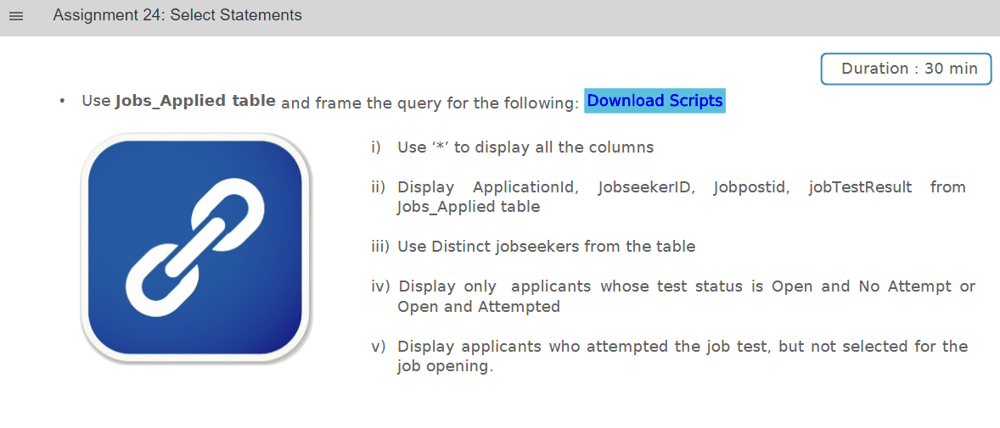 Assignment 24: Select Statements
Duration : 30 min
• Use Jobs_Applied table and frame the query for the following: Download Scripts
i) Use ‘*’ to display all the columns
ii) Display ApplicationId, JobseekerID, Jobpostid, jobTestResult from
Jobs_Applied table
iii) Use Distinct jobseekers from the table
iv) Display only applicants whose test status is Open and No Attempt or
Open and Attempted
v) Display applicants who attempted the job test, but not selected for the
job opening.